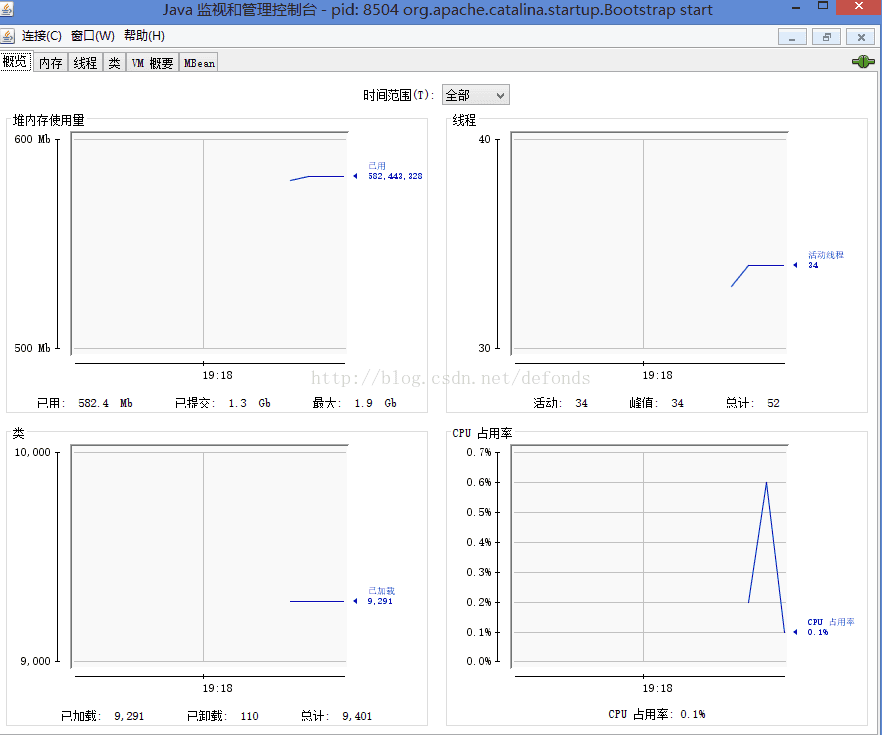 Java 监视和管理控制台 - pid: 8504 org.apache.catalina.startup.Bootstrap start
连接(C) 窗口(W) 帮助(H)
概览 内存 线程 类 VM 概要 MBean
时间范围(T): 全部
堆内存使用量
600 Mb
已用
582,443,328
500 Mb
19:18
已用: 582.4 Mb 已提交: 1.3 Gb 最大: 1.9 Gb
线程
40
活动线程
34
30
19:18
活动: 34 峰值: 34 总计: 52
http://blog.csdn.net/defonds
类
10,000
已加载
9,291
9,000
19:18
已加载: 9,291 已卸载: 110 总计: 9,401
CPU 占用率
0.7%
0.6%
0.5%
0.4%
0.3%
0.2%
CPU 占用率
0.1%
0.1%
0.0%
19:18
CPU 占用率: 0.1%